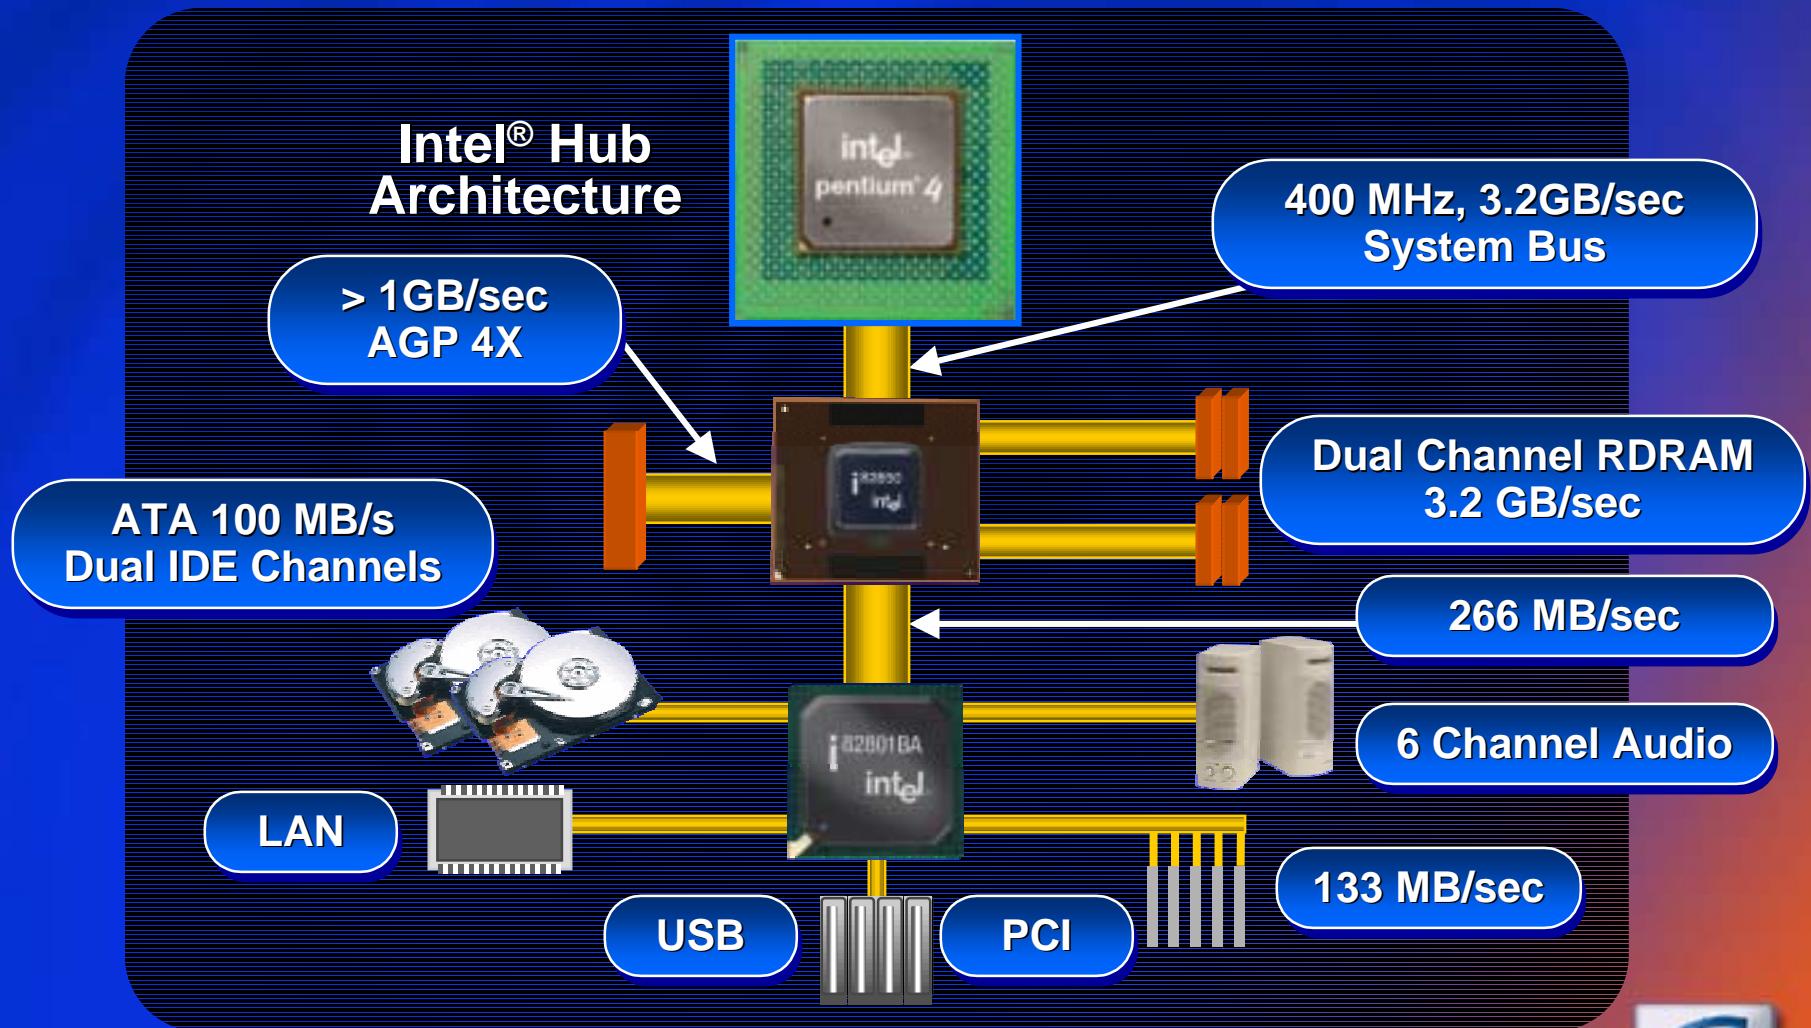 Intel® Hub
Architecture
intel
pentium® 4
400 MHz, 3.2GB/sec
System Bus
> 1GB/sec
AGP 4X
Dual Channel RDRAM
3.2 GB/sec
ATA 100 MB/s
Dual IDE Channels
i
intel
266 MB/sec
i 82801BA
intel
6 Channel Audio
LAN
133 MB/sec
USB
PCI